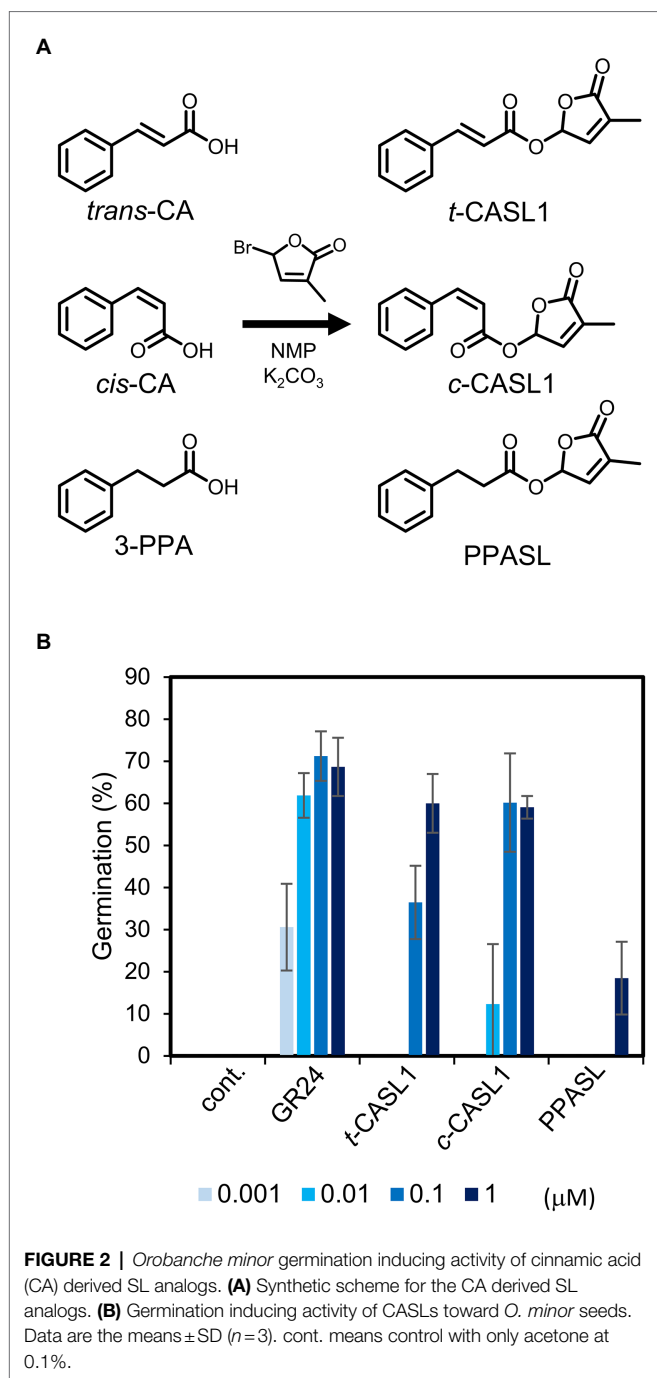 A
O
OH
trans-CA
O
O
O
O
t-CASL1
Br
O
O
O
OH
cis-CA
NMP
K₂CO₃
O
O
O
O
c-CASL1
O
OH
3-PPA
O
O
O
O
PPASL
B
Germination (%)
90
80
70
60
50
40
30
20
10
0
cont.
GR24
t-CASL1
c-CASL1
PPASL
0.001 0.01 0.1 1 (μM)
FIGURE 2 | Orobanche minor germination inducing activity of cinnamic acid
(CA) derived SL analogs. (A) Synthetic scheme for the CA derived SL
analogs. (B) Germination inducing activity of CASLs toward O. minor seeds.
Data are the means ± SD (n = 3). cont. means control with only acetone at
0.1%.